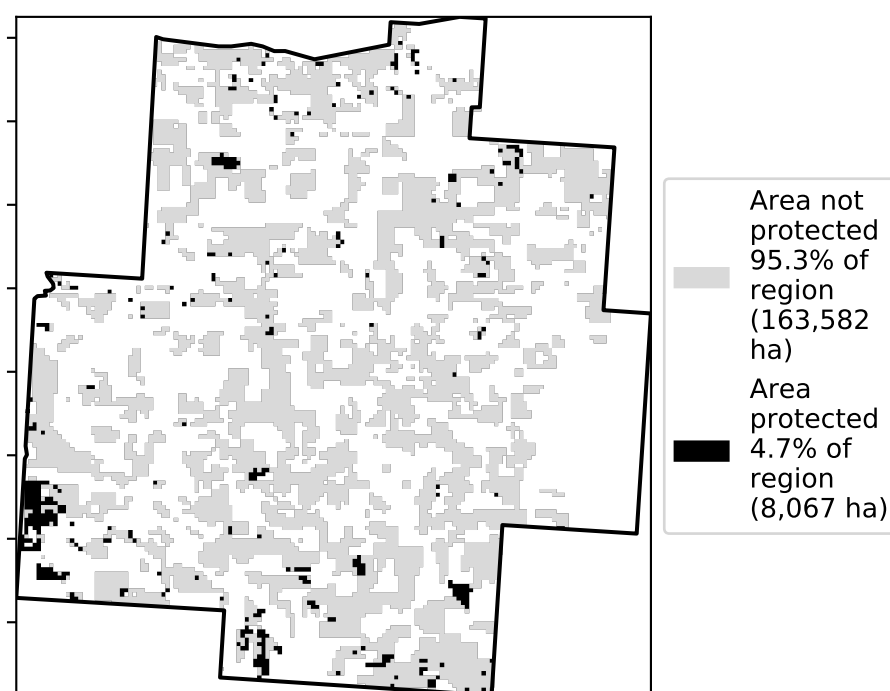 Area not
protected
95.3% of
region
(163,582
ha)
Area
protected
4.7% of
region
(8,067 ha)